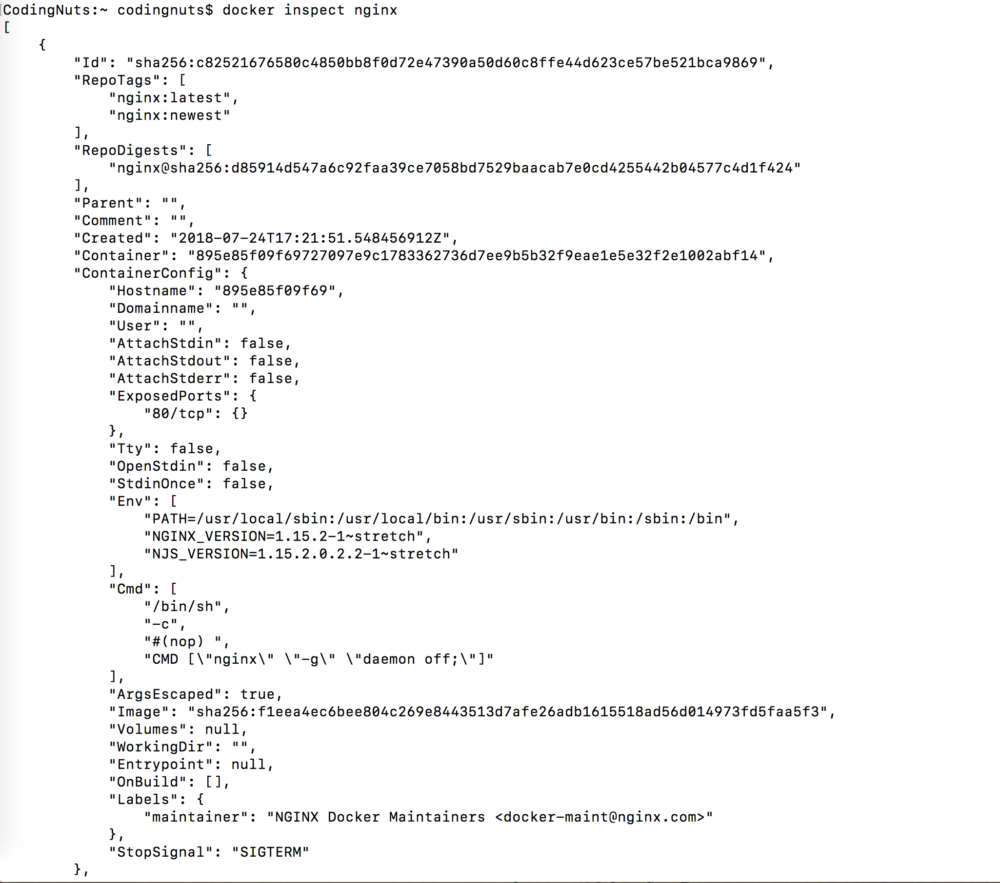 CodingNuts:~ codingnuts$ docker inspect nginx
[
    {
        "Id": "sha256:c82521676580c4850bb8f0d72e47390a50d60c8ffe44d623ce57be521bca9869",
        "RepoTags": [
            "nginx:latest",
            "nginx:newest"
        ],
        "RepoDigests": [
            "nginx@sha256:d85914d547a6c92faa39ce7058bd7529baacab7e0cd4255442b04577c4d1f424"
        ],
        "Parent": "",
        "Comment": "",
        "Created": "2018-07-24T17:21:51.548456912Z",
        "Container": "895e85f09f69727097e9c1783362736d7ee9b5b32f9eae1e5e32f2e1002abf14",
        "ContainerConfig": {
            "Hostname": "895e85f09f69",
            "Domainname": "",
            "User": "",
            "AttachStdin": false,
            "AttachStdout": false,
            "AttachStderr": false,
            "ExposedPorts": {
                "80/tcp": {}
            },
            "Tty": false,
            "OpenStdin": false,
            "StdinOnce": false,
            "Env": [
                "PATH=/usr/local/sbin:/usr/local/bin:/usr/sbin:/usr/bin:/sbin:/bin",
                "NGINX_VERSION=1.15.2-1~stretch",
                "NJS_VERSION=1.15.2.0.2.2-1~stretch"
            ],
            "Cmd": [
                "/bin/sh",
                "-c",
                "#(nop) ",
                "CMD [\"nginx\" \"-g\" \"daemon off;\"]"
            ],
            "ArgsEscaped": true,
            "Image": "sha256:f1eea4ec6bee804c269e8443513d7afe26adb1615518ad56d014973fd5faa5f3",
            "Volumes": null,
            "WorkingDir": "",
            "Entrypoint": null,
            "OnBuild": [],
            "Labels": {
                "maintainer": "NGINX Docker Maintainers <docker-maint@nginx.com>"
            },
            "StopSignal": "SIGTERM"
        },